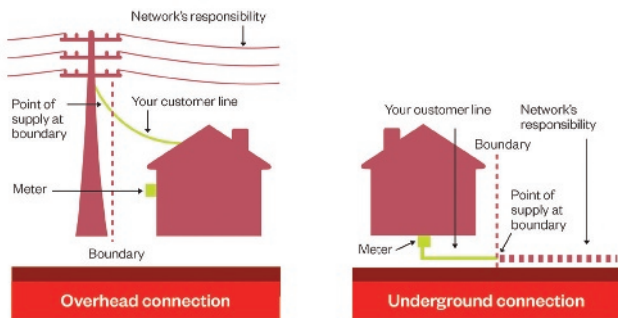 Network's responsibility
Point of
supply at
boundary
Your customer line
Meter
Boundary
Overhead connection
Your customer line
Network's
responsibility
Boundary
Point of
supply at
boundary
Meter
Underground connection